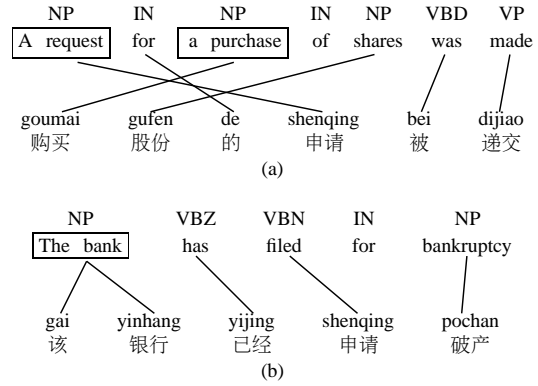 NP IN NP IN NP VBD VP
A request for a purchase of shares was made
goumai gufen de shenqing bei dijiao
购买 股份 的 申请 被 递交
(a)
NP VBZ VBN IN NP
The bank has filed for bankruptcy
gai yinhang yijing shenqing pochan
该 银行 已经 申请 破产
(b)